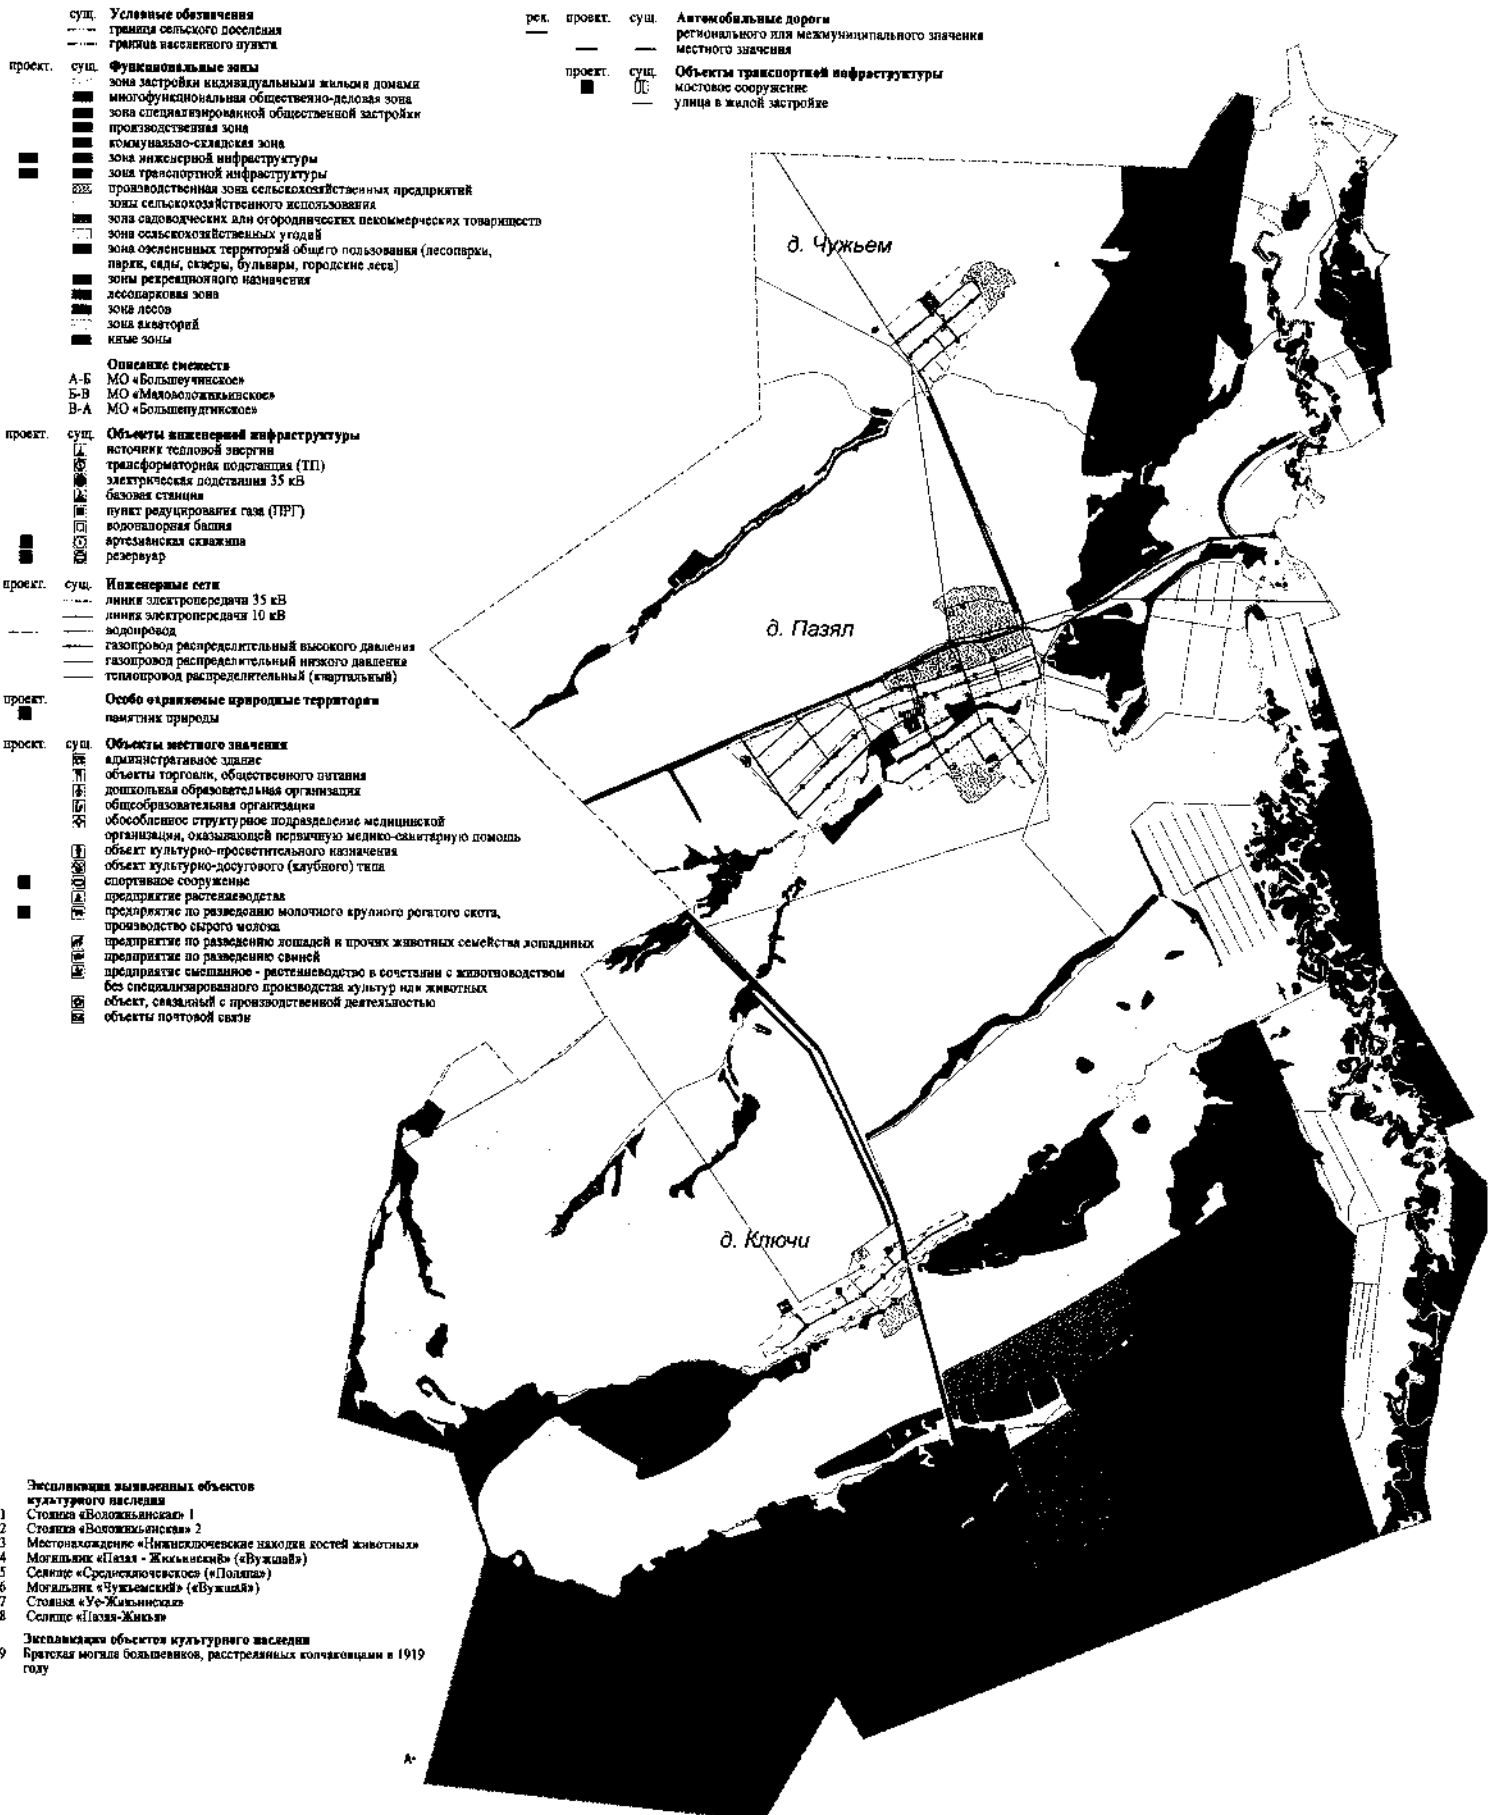 сущ. Условные обозначения
граница сельского поселения
граница населенного пункта
проект. сущ. Функциональные зоны
зона застройки индивидуальными жилыми домами
многофункциональная общественно-деловая зона
зона специализированной общественной застройки
производственная зона
коммунально-складская зона
зона инженерной инфраструктуры
зона транспортной инфраструктуры
производственная зона сельскохозяйственных предприятий
зоны сельскохозяйственного использования
зона садоводческих или огороднических некоммерческих товариществ
зона сельскохозяйственных угодий
зона озелененных территорий общего пользования (лесопарки,
парки, сады, скверы, бульвары, городские леса)
зоны рекреационного назначения
лесопарковая зона
зона лесов
зона акваторий
иные зоны
Описание смежеств
А-Б МО «Большеучинское»
Б-В МО «Маловоложикьинское»
В-А МО «Большепудгинское»
проект. сущ. Объекты инженерной инфраструктуры
источник тепловой энергии
трансформаторная подстанция (ТП)
электрическая подстанция 35 кВ
базовая станция
пункт редуцирования газа (ПРГ)
водонапорная башня
артезианская скважина
резервуар
проект. сущ. Инженерные сети
линии электропередачи 35 кВ
линия электропередачи 10 кВ
водопровод
газопровод распределительный высокого давления
газопровод распределительный низкого давления
теплопровод распределительный (квартальный)
проект. Особо охраняемые природные территории
памятник природы
проект. сущ. Объекты местного значения
административное здание
объекты торговли, общественного питания
дошкольная образовательная организация
общеобразовательная организация
обособленное структурное подразделение медицинской
организации, оказывающей первичную медико-санитарную помощь
объект культурно-просветительного назначения
объект культурно-досугового (клубного) типа
спортивное сооружение
предприятие растениеводства
предприятие по разведению молочного крупного рогатого скота,
производство сырого молока
предприятие по разведению лошадей и прочих животных семейства лошадиных
предприятие по разведению свиней
предприятие смешанное - растениеводство в сочетании с животноводством
без специализированного производства культур или животных
объект, связанный с производственной деятельностью
объекты почтовой связи
рек. проект. сущ. Автомобильные дороги
регионального или межмуниципального значения
местного значения
проект. сущ. Объекты транспортной инфраструктуры
мостовое сооружение
улица в жилой застройке
Б
д. Чужьем
д. Пазял
д. Ключи
Экспликация выявленных объектов
культурного наследия
1 Стоянка «Воложикьинская» 1
2 Стоянка «Воложикьинская» 2
3 Местонахождение «Нижнеключевские находки костей животных»
4 Могильник «Пазял - Жикьинский» («Вужшай»)
5 Селище «Среднеключевское» («Поляна»)
6 Могильник «Чужьемский» («Вужшай»)
7 Стоянка «Уе-Жикьинская»
8 Селище «Пазял-Жикья»
Экспликация объектов культурного наследия
9 Братская могила большевиков, расстрелянных колчаковцами в 1919
году
А